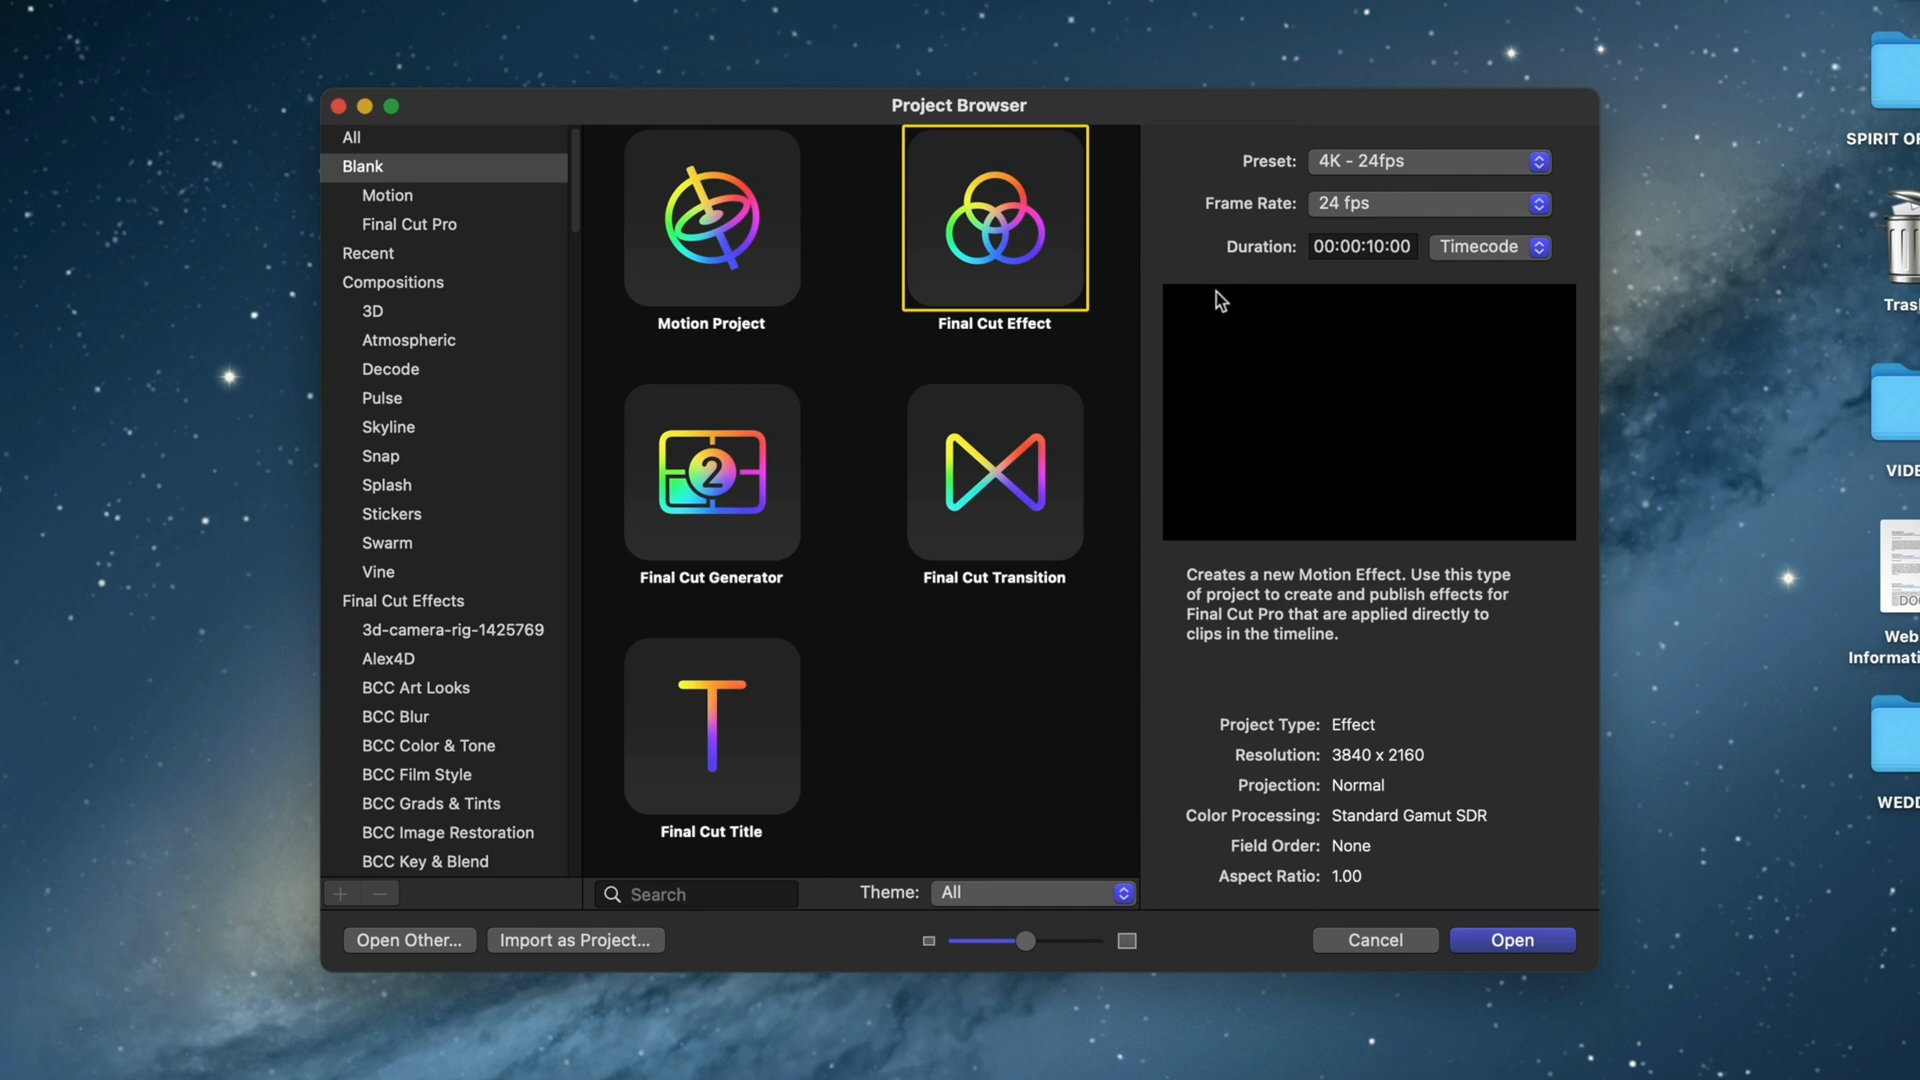 Project Browser
All
Blank
Motion
Final Cut Pro
Recent
Compositions
3D
Atmospheric
Decode
Pulse
Skyline
Snap
Splash
Stickers
Swarm
Vine
Final Cut Effects
3d-camera-rig-1425769
Alex4D
BCC Art Looks
BCC Blur
BCC Color & Tone
BCC Film Style
BCC Grads & Tints
BCC Image Restoration
BCC Key & Blend
Motion Project
Final Cut Effect
2
Final Cut Generator
Final Cut Transition
T
Final Cut Title
Search
Theme: All
Preset: 4K - 24fps
Frame Rate: 24 fps
Duration: 00:00:10:00 Timecode
Creates a new Motion Effect. Use this type
of project to create and publish effects for
Final Cut Pro that are applied directly to
clips in the timeline.
Project Type: Effect
Resolution: 3840 x 2160
Projection: Normal
Color Processing: Standard Gamut SDR
Field Order: None
Aspect Ratio: 1.00
Open Other...
Import as Project...
Cancel
Open
SPIRIT
Web